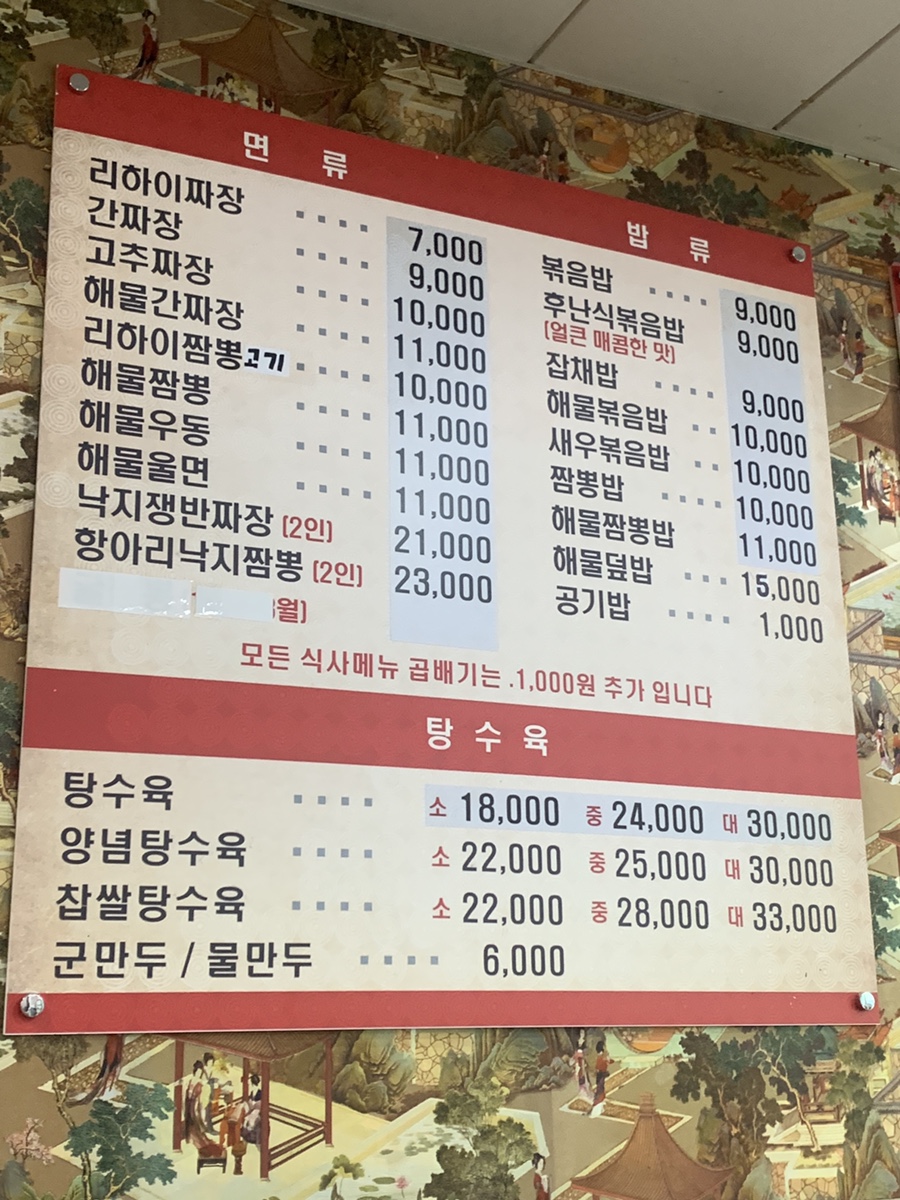 면 류
리하이짜장 .... 7,000
간짜장 .... 9,000
고추짜장 .... 10,000
해물간짜장 .... 11,000
리하이짬뽕고기 .... 10,000
해물짬뽕 .... 11,000
해물우동 .... 11,000
해물울면 .... 11,000
낙지쟁반짜장 (2인) 21,000
항아리낙지짬뽕 (2인) 23,000
월)
밥 류
볶음밥 .... 9,000
후난식볶음밥 9,000
(얼큰 매콤한 맛)
잡채밥 .... 9,000
해물볶음밥 .. 10,000
새우볶음밥 .. 10,000
짬뽕밥 .... 10,000
해물짬뽕밥 11,000
해물덮밥 ... 15,000
공기밥 .... 1,000
모든 식사메뉴 곱배기는 .1,000원 추가 입니다
탕 수 육
탕수육 .... 소 18,000 중 24,000 대 30,000
양념탕수육 .... 소 22,000 중 25,000 대 30,000
찹쌀탕수육 .... 소 22,000 중 28,000 대 33,000
군만두 / 물만두 .... 6,000